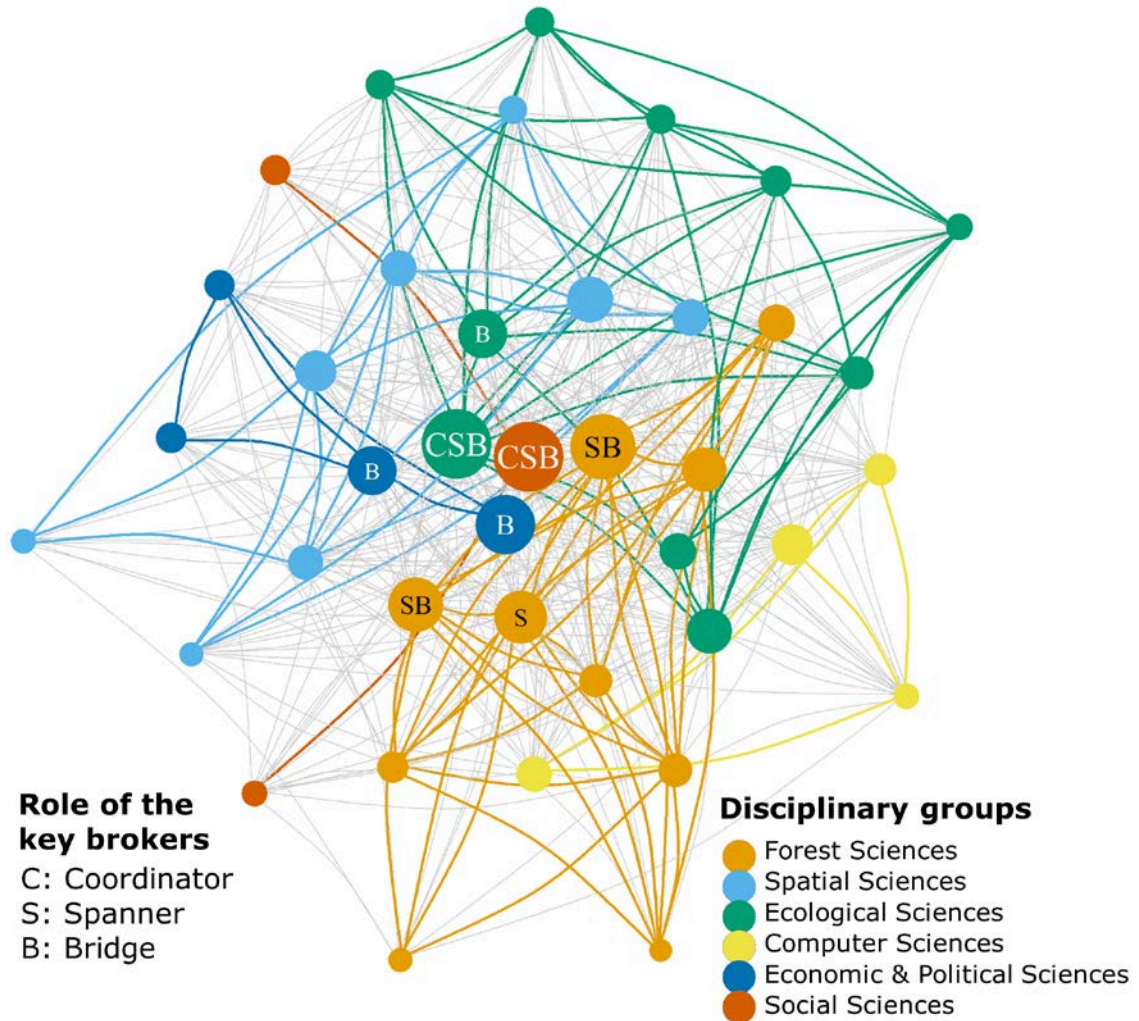 B
CSB
CSB
SB
B
B
SB
S
Role of the
key brokers
C: Coordinator
S: Spanner
B: Bridge
Disciplinary groups
Forest Sciences
Spatial Sciences
Ecological Sciences
Computer Sciences
Economic & Political Sciences
Social Sciences